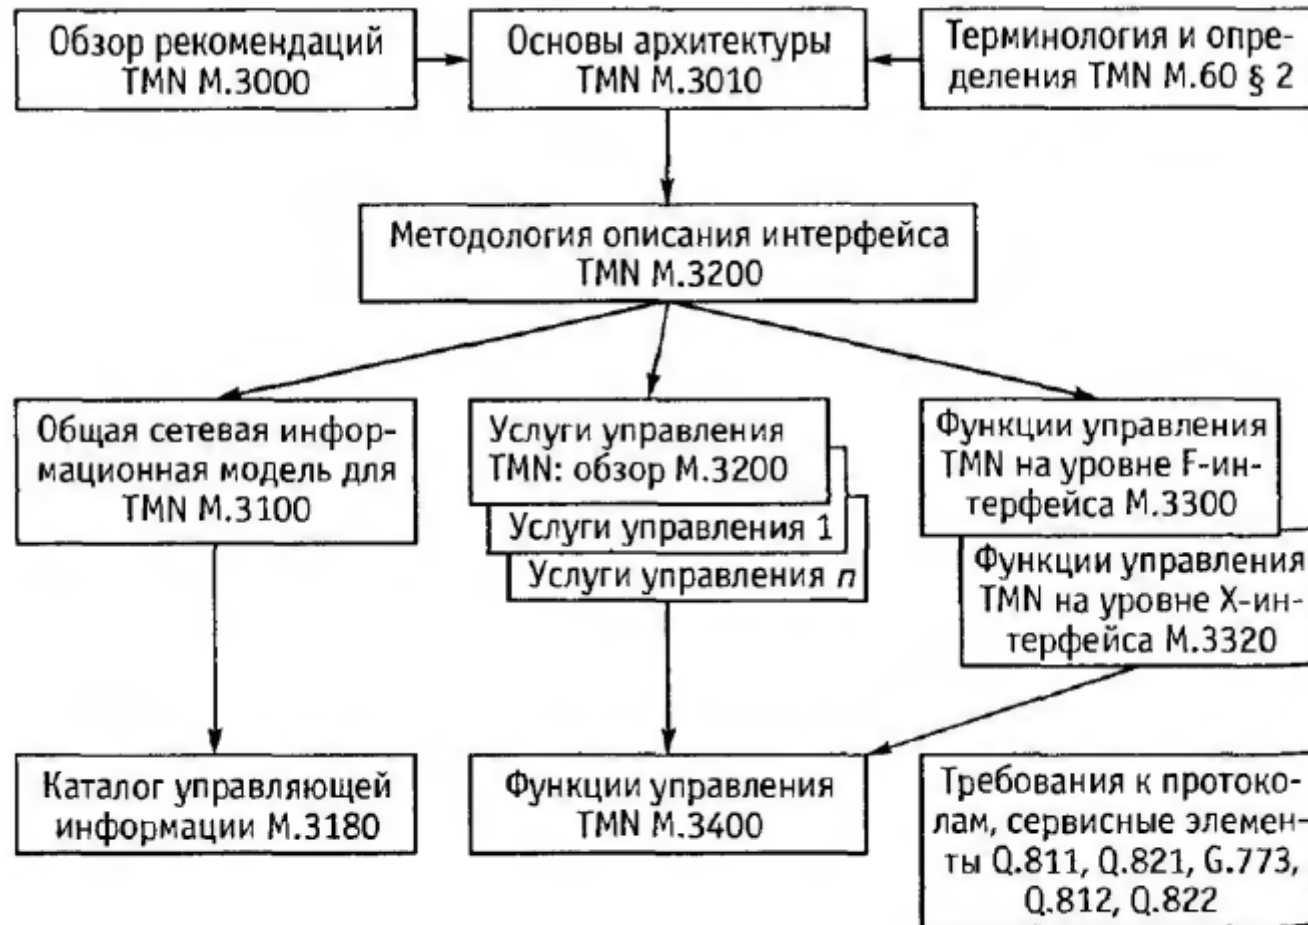 Обзор рекомендаций
TMN M.3000
Основы архитектуры
TMN M.3010
Терминология и опре-
деления TMN M.60 § 2
Методология описания интерфейса
TMN M.3200
Общая сетевая инфор-
мационная модель для
TMN M.3100
Услуги управления
TMN: обзор M.3200
Услуги управления 1
Услуги управления n
Функции управления
TMN на уровне F-ин-
терфейса M.3300
Функции управления
TMN на уровне X-ин-
терфейса M.3320
Каталог управляющей
информации M.3180
Функции управления
TMN M.3400
Требования к протоко-
лам, сервисные элемен-
ты Q.811, Q.821, G.773,
Q.812, Q.822